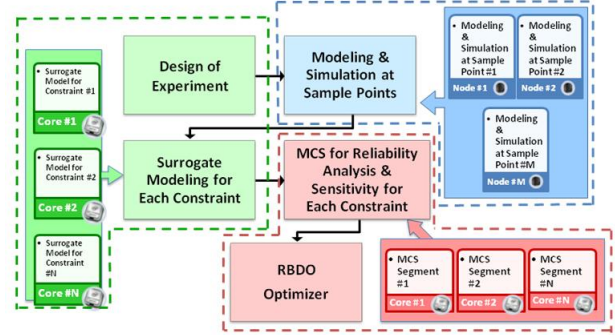 Design of
Experiment
Modeling &
Simulation at
Sample Points
Surrogate
Modeling for
Each Constraint
MCS for Reliability
Analysis &
Sensitivity for
Each Constraint
RBDO
Optimizer
• Surrogate
Model for
Constraint #1
Core #1
• Surrogate
Model for
Constraint #2
Core #2
• Surrogate
Model for
Constraint
#N
Core #N
• Modeling
&
Simulation
at Sample
Point #1
Node #1
• Modeling
&
Simulation
at Sample
Point #2
Node #2
• Modeling
&
Simulation
at Sample
Point #M
Node #M
• MCS
Segment
#1
Core #1
• MCS
Segment
#2
Core #2
• MCS
Segment
#N
Core #N